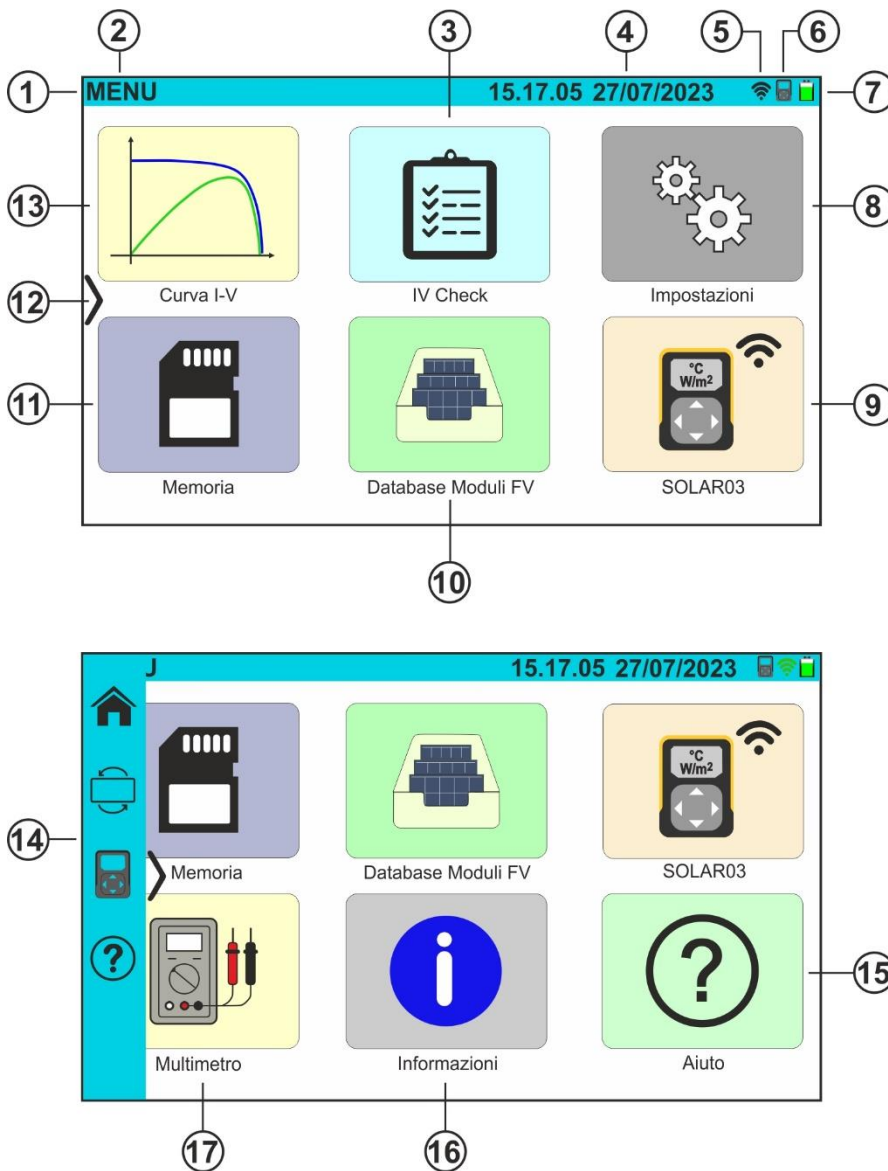 2 3 4 5 6
1 MENU 15.17.05 27/07/2023 7
13 8
12 Curva I-V IV Check Impostazioni
°C
W/m2
11 9
Memoria Database Moduli FV SOLAR03
10
J 15.17.05 27/07/2023
°C
W/m2
14 Memoria Database Moduli FV SOLAR03
? i ? 15
Multimetro Informazioni Aiuto
17 16